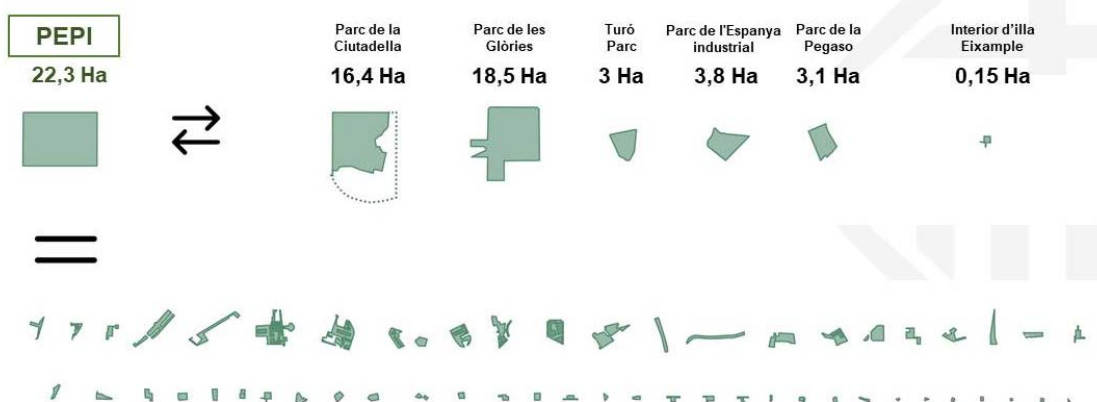 PEPI
22,3 Ha
Parc de la
Ciutadella
16,4 Ha
Parc de les
Glòries
18,5 Ha
Turó
Parc
3 Ha
Parc de l'Espanya
industrial
3,8 Ha
Parc de la
Pegaso
3,1 Ha
Interior d'illa
Eixample
0,15 Ha